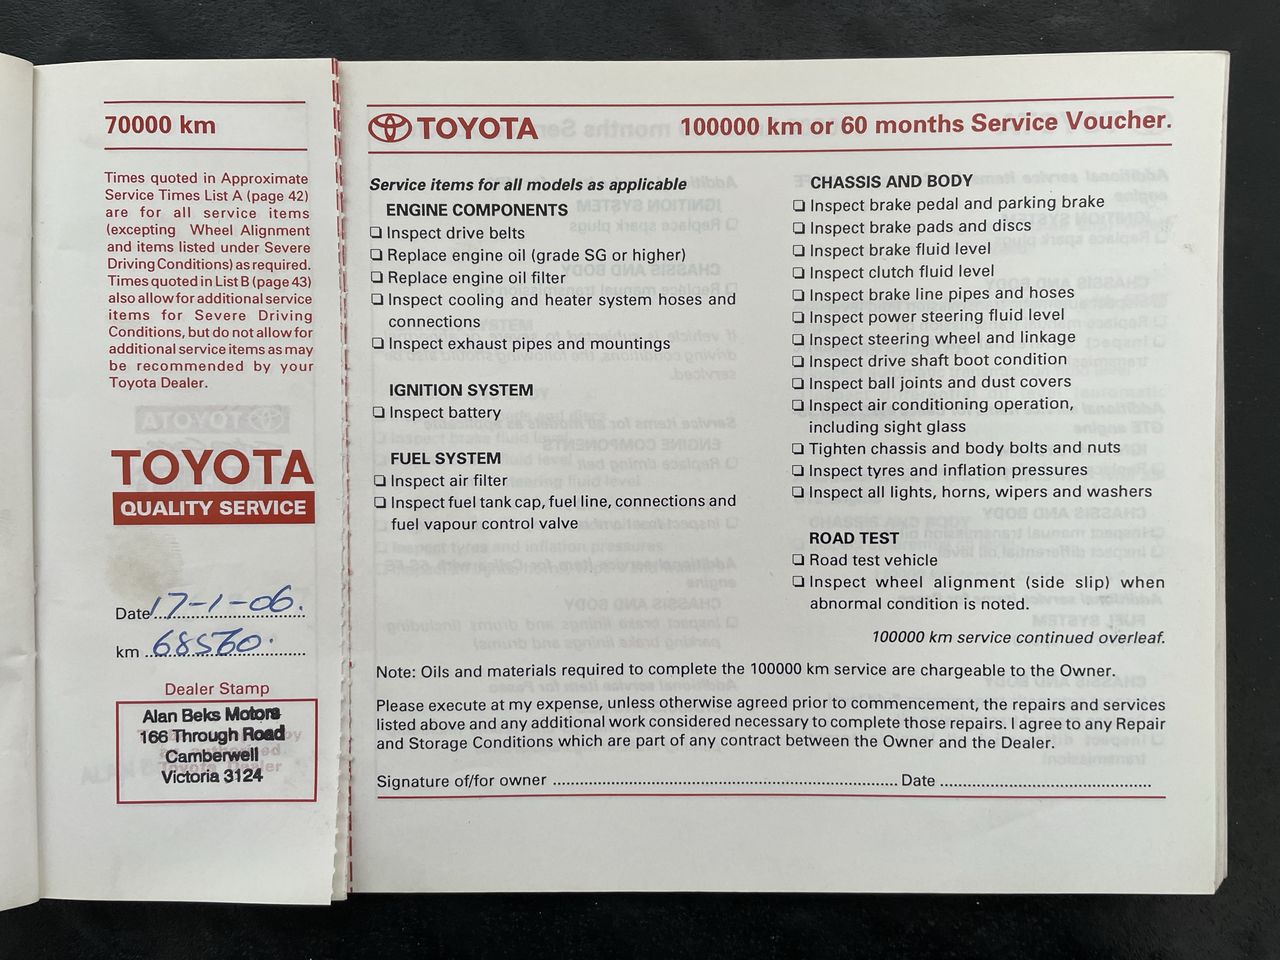 70000 km
Times quoted in Approximate
Service Times List A (page 42)
are for all service items
(excepting Wheel Alignment
and items listed under Severe
Driving Conditions) as required.
Times quoted in List B (page 43)
also allow for additional service
items for Severe Driving
Conditions, but do not allow for
additional service items as may
be recommended by your
Toyota Dealer.
TOYOTA
QUALITY SERVICE
Date 17-1-06.
km 68560.
Dealer Stamp
Alan Beks Motors
166 Through Road
Camberwell
Victoria 3124
TOYOTA 100000 km or 60 months Service Voucher.
Service items for all models as applicable
ENGINE COMPONENTS
Inspect drive belts
Replace engine oil (grade SG or higher)
Replace engine oil filter
Inspect cooling and heater system hoses and
connections
Inspect exhaust pipes and mountings
IGNITION SYSTEM
Inspect battery
FUEL SYSTEM
Inspect air filter
Inspect fuel tank cap, fuel line, connections and
fuel vapour control valve
CHASSIS AND BODY
Inspect brake pedal and parking brake
Inspect brake pads and discs
Inspect brake fluid level
Inspect clutch fluid level
Inspect brake line pipes and hoses
Inspect power steering fluid level
Inspect steering wheel and linkage
Inspect drive shaft boot condition
Inspect ball joints and dust covers
Inspect air conditioning operation,
including sight glass
Tighten chassis and body bolts and nuts
Inspect tyres and inflation pressures
Inspect all lights, horns, wipers and washers
ROAD TEST
Road test vehicle
Inspect wheel alignment (side slip) when
abnormal condition is noted.
100000 km service continued overleaf.
Note: Oils and materials required to complete the 100000 km service are chargeable to the Owner.
Please execute at my expense, unless otherwise agreed prior to commencement, the repairs and services
listed above and any additional work considered necessary to complete those repairs. I agree to any Repair
and Storage Conditions which are part of any contract between the Owner and the Dealer.
Signature of/for owner ........ Date ........